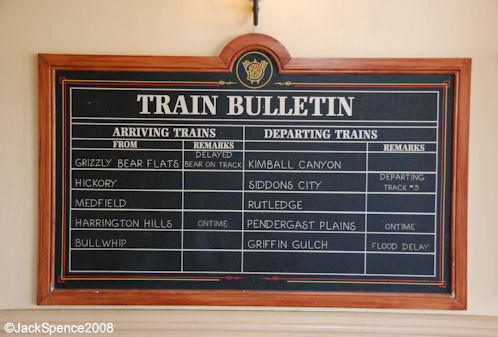 TRAIN BULLETIN
ARRIVING TRAINS DEPARTING TRAINS
FROM REMARKS REMARKS
GRIZZLY BEAR FLATS DELAYED BEAR ON TRACK KIMBALL CANYON
HICKORY SIDDONS CITY DEPARTING TRACK #5
MEDFIELD RUTLEDGE
HARRINGTON HILLS ONTIME PENDERGAST PLAINS ONTIME
BULLWHIP GRIFFIN GULCH FLOOD DELAY
©JackSpence2008